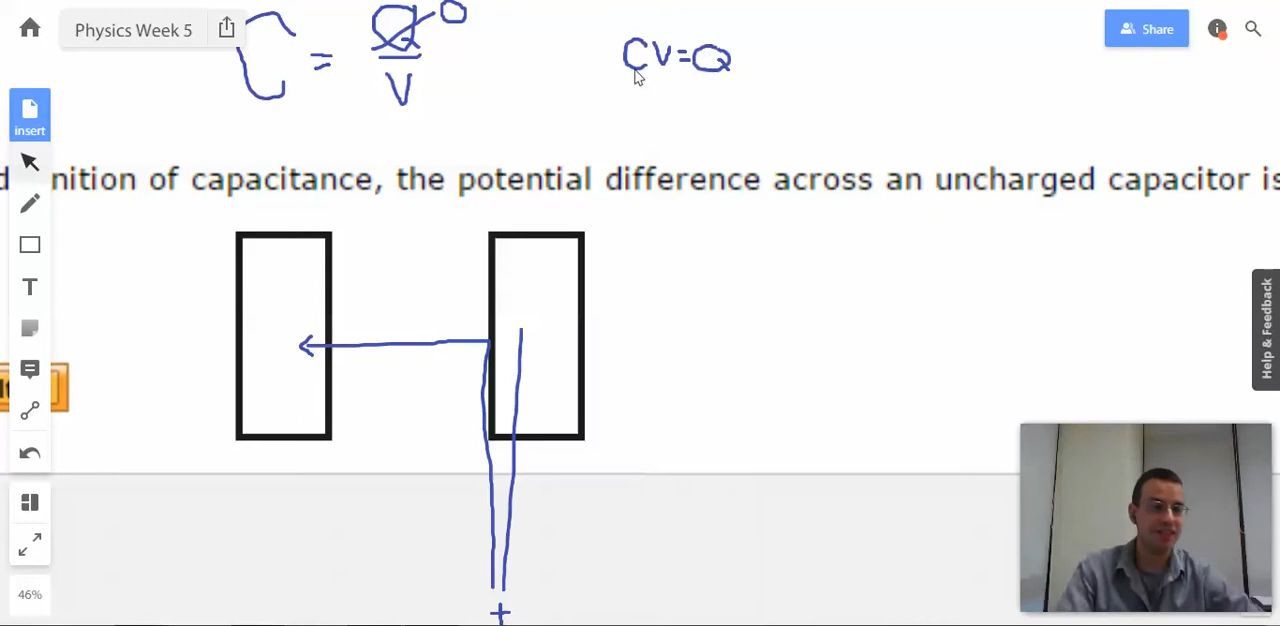 Physics Week 5
Share
C = Q 0
V
CV=Q
insert
nition of capacitance, the potential difference across an uncharged capacitor is
T
Help & Feedback
46%
+